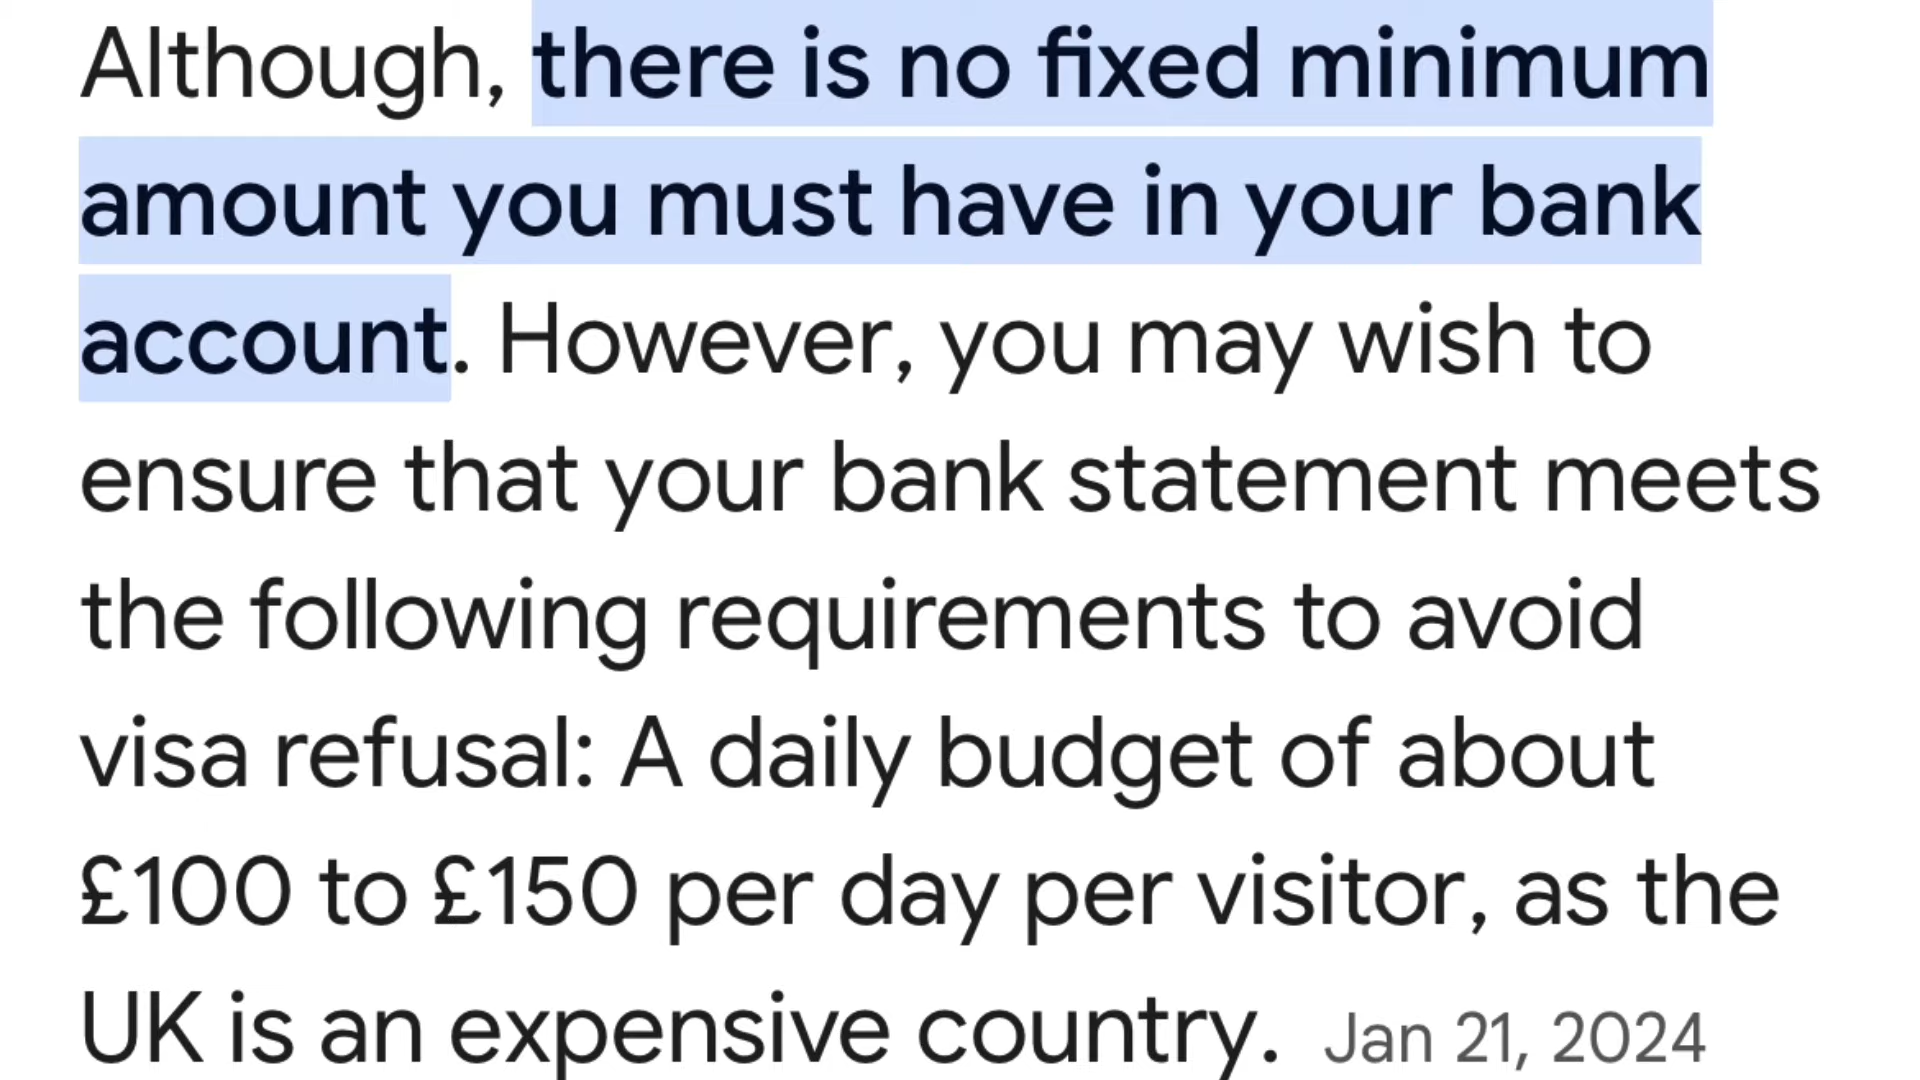 Although, there is no fixed minimum
amount you must have in your bank
account. However, you may wish to
ensure that your bank statement meets
the following requirements to avoid
visa refusal: A daily budget of about
£100 to £150 per day per visitor, as the
UK is an expensive country. Jan 21, 2024